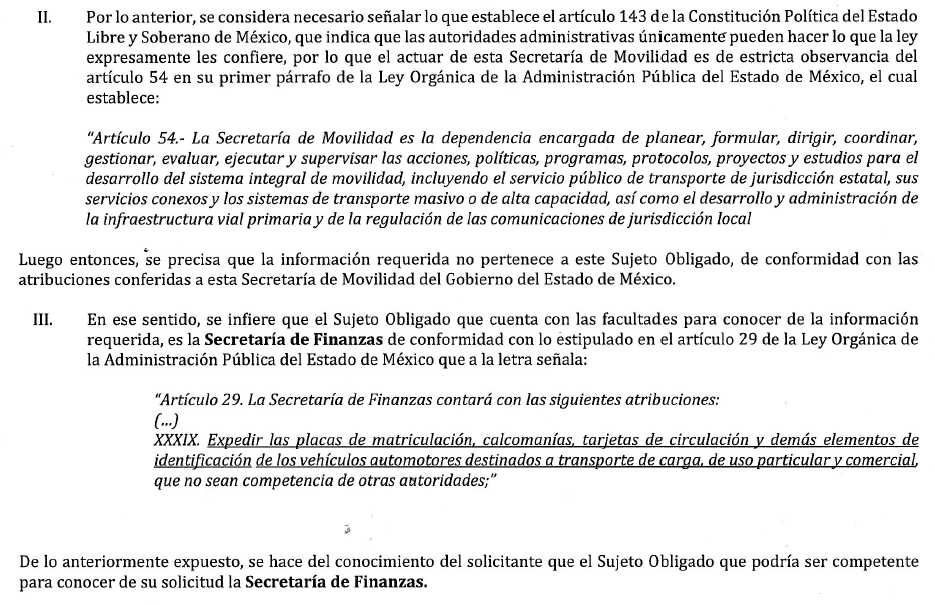 II. Por lo anterior, se considera necesario señalar lo que establece el artículo 143 de la Constitución Política del Estado
Libre y Soberano de México, que indica que las autoridades administrativas únicamente pueden hacer lo que la ley
expresamente les confiere, por lo que el actuar de esta Secretaría de Movilidad es de estricta observancia del
artículo 54 en su primer párrafo de la Ley Orgánica de la Administración Pública del Estado de México, el cual
establece:
"Artículo 54.- La Secretaría de Movilidad es la dependencia encargada de planear, formular, dirigir, coordinar,
gestionar, evaluar, ejecutar y supervisar las acciones, políticas, programas, protocolos, proyectos y estudios para el
desarrollo del sistema integral de movilidad, incluyendo el servicio público de transporte de jurisdicción estatal, sus
servicios conexos y los sistemas de transporte masivo o de alta capacidad, así como el desarrollo y administración de
la infraestructura vial primaria y de la regulación de las comunicaciones de jurisdicción local
Luego entonces, se precisa que la información requerida no pertenece a este Sujeto Obligado, de conformidad con las
atribuciones conferidas a esta Secretaría de Movilidad del Gobierno del Estado de México.
III. En ese sentido, se infiere que el Sujeto Obligado que cuenta con las facultades para conocer de la información
requerida, es la Secretaría de Finanzas de conformidad con lo estipulado en el artículo 29 de la Ley Orgánica de
la Administración Pública del Estado de México que a la letra señala:
"Artículo 29. La Secretaría de Finanzas contará con las siguientes atribuciones:
(...)
XXXIX. Expedir las placas de matriculación, calcomanías, tarjetas de circulación y demás elementos de
identificación de los vehículos automotores destinados a transporte de carga, de uso particular y comercial,
que no sean competencia de otras autoridades;"
De lo anteriormente expuesto, se hace del conocimiento del solicitante que el Sujeto Obligado que podría ser competente
para conocer de su solicitud la Secretaría de Finanzas.